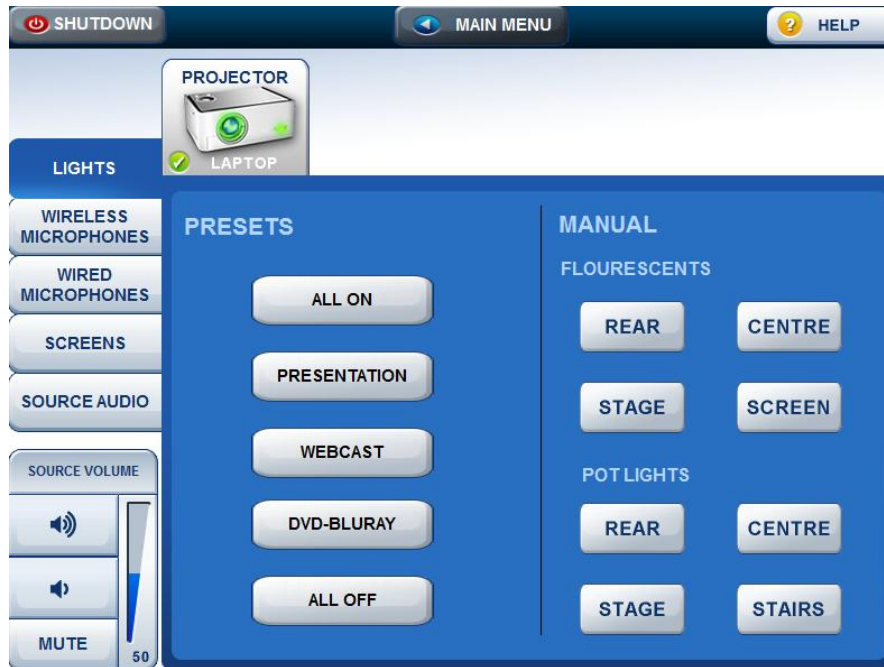 SHUTDOWN
MAIN MENU
HELP
PROJECTOR
LAPTOP
LIGHTS
WIRELESS
MICROPHONES
WIRED
MICROPHONES
SCREENS
SOURCE AUDIO
SOURCE VOLUME
MUTE
50
PRESETS
ALL ON
PRESENTATION
WEBCAST
DVD-BLURAY
ALL OFF
MANUAL
FLOURESCENTS
REAR CENTRE
STAGE SCREEN
POT LIGHTS
REAR CENTRE
STAGE STAIRS